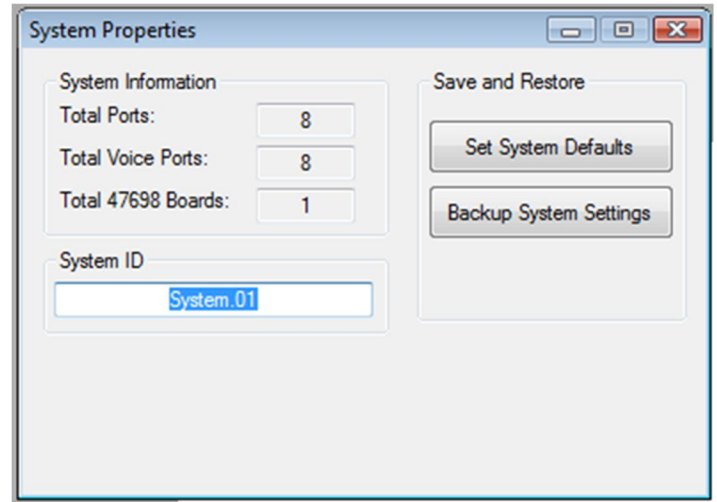 System Properties
System Information
Total Ports: 8
Total Voice Ports: 8
Total 47698 Boards: 1
System ID
System.01
Save and Restore
Set System Defaults
Backup System Settings